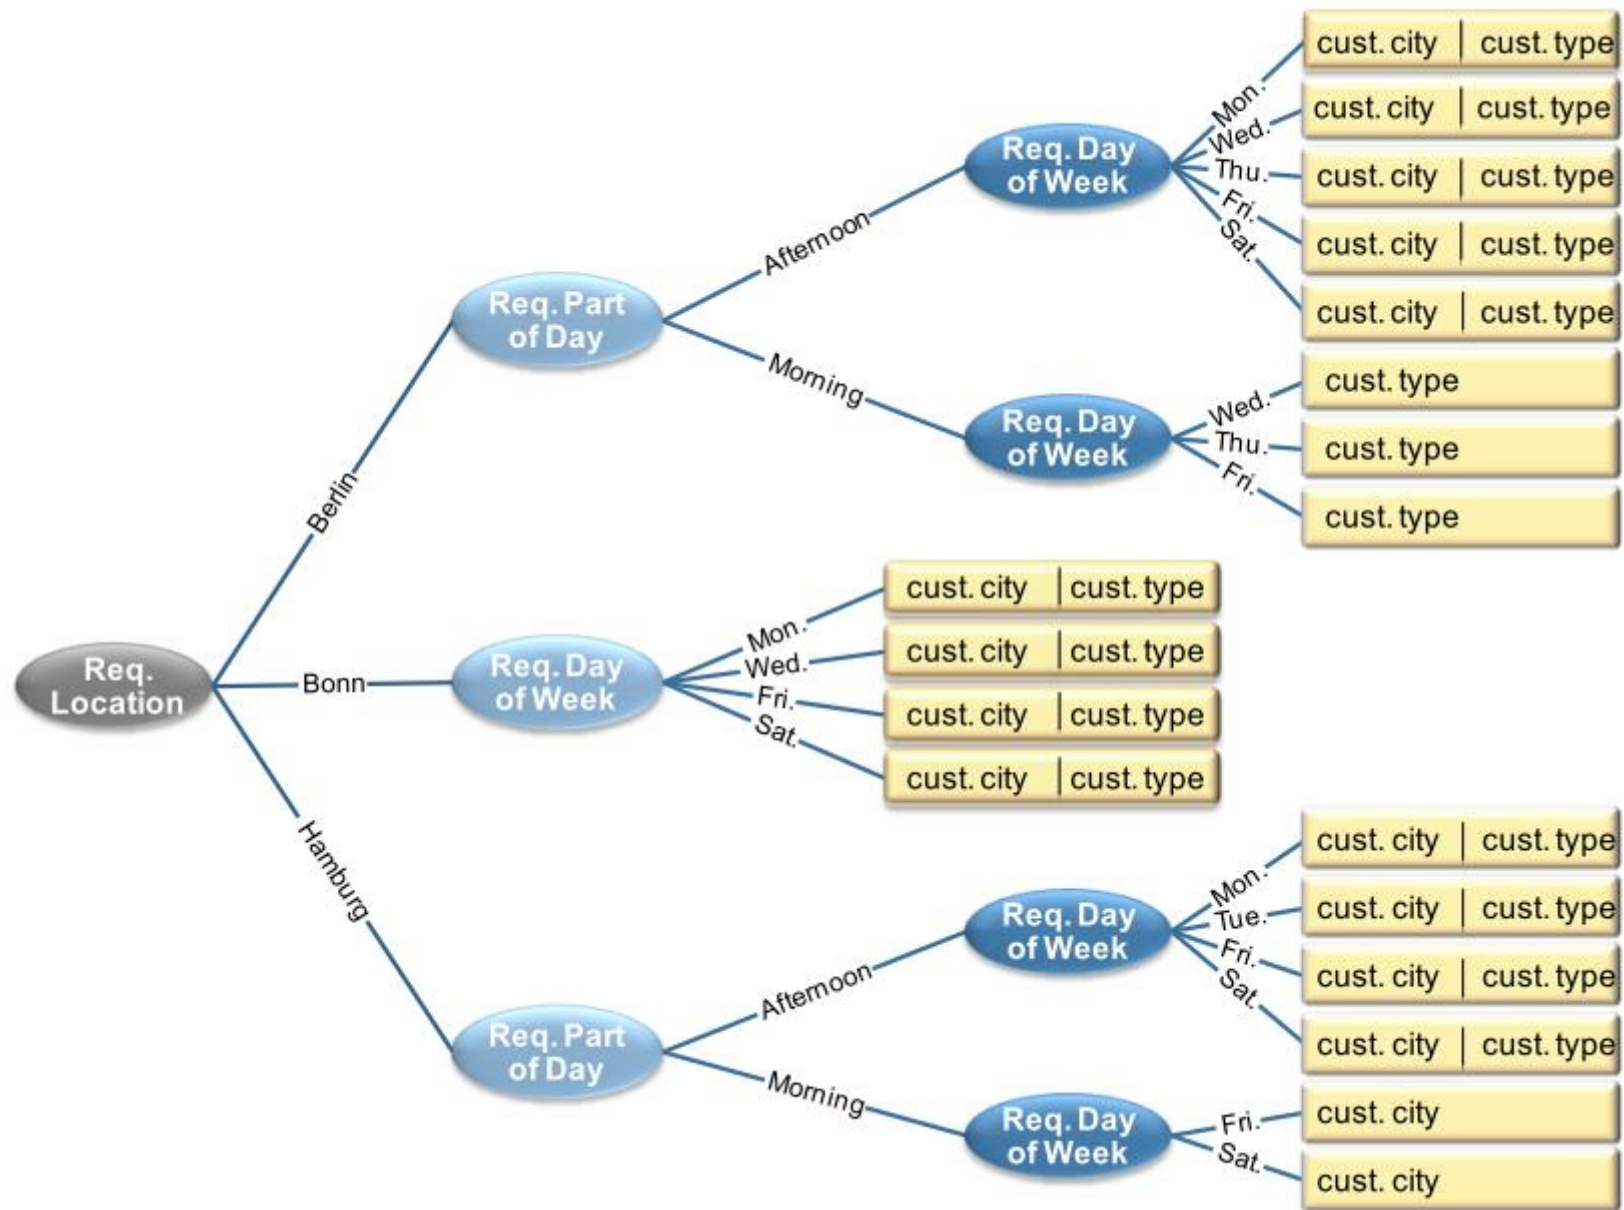 cust. city | cust. type
Mon.
cust. city | cust. type
Wed.
Req. Day
of Week
Thu.
cust. city | cust. type
Fri.
cust. city | cust. type
Sat.
cust. city | cust. type
Afternoon
Req. Part
of Day
Morning
Req. Day
of Week
Wed.
cust. type
Thu.
cust. type
Fri.
cust. type
Berlin
Req.
Location
Bonn
Req. Day
of Week
Mon.
cust. city | cust. type
Wed.
cust. city | cust. type
Fri.
cust. city | cust. type
Sat.
cust. city | cust. type
Hamburg
Req. Part
of Day
Afternoon
Req. Day
of Week
Mon.
cust. city | cust. type
Tue.
cust. city | cust. type
Fri.
cust. city | cust. type
Sat.
cust. city | cust. type
Morning
Req. Day
of Week
Fri.
cust. city
Sat.
cust. city